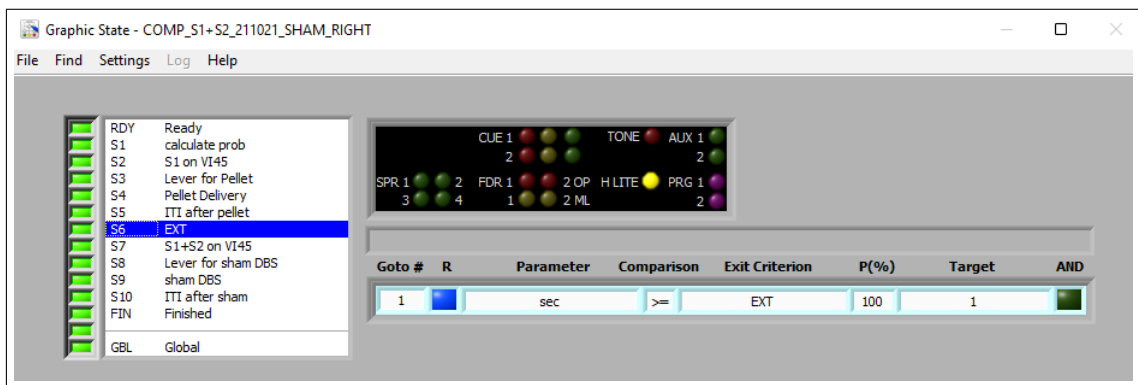 Graphic State - COMP_S1+S2_211021_SHAM_RIGHT
File Find Settings Log Help
RDY Ready
S1 calculate prob
S2 S1 on VI45
S3 Lever for Pellet
S4 Pellet Delivery
S5 ITI after pellet
S6 EXT
S7 S1+S2 on VI45
S8 Lever for sham DBS
S9 sham DBS
S10 ITI after sham
FIN Finished
GBL Global
CUE 1 TONE AUX 1
2 2
SPR 1 2 FDR 1 2 OP H LITE PRG 1
3 4 1 2 ML 2
Goto # R Parameter Comparison Exit Criterion P(%) Target AND
1 sec >= EXT 100 1